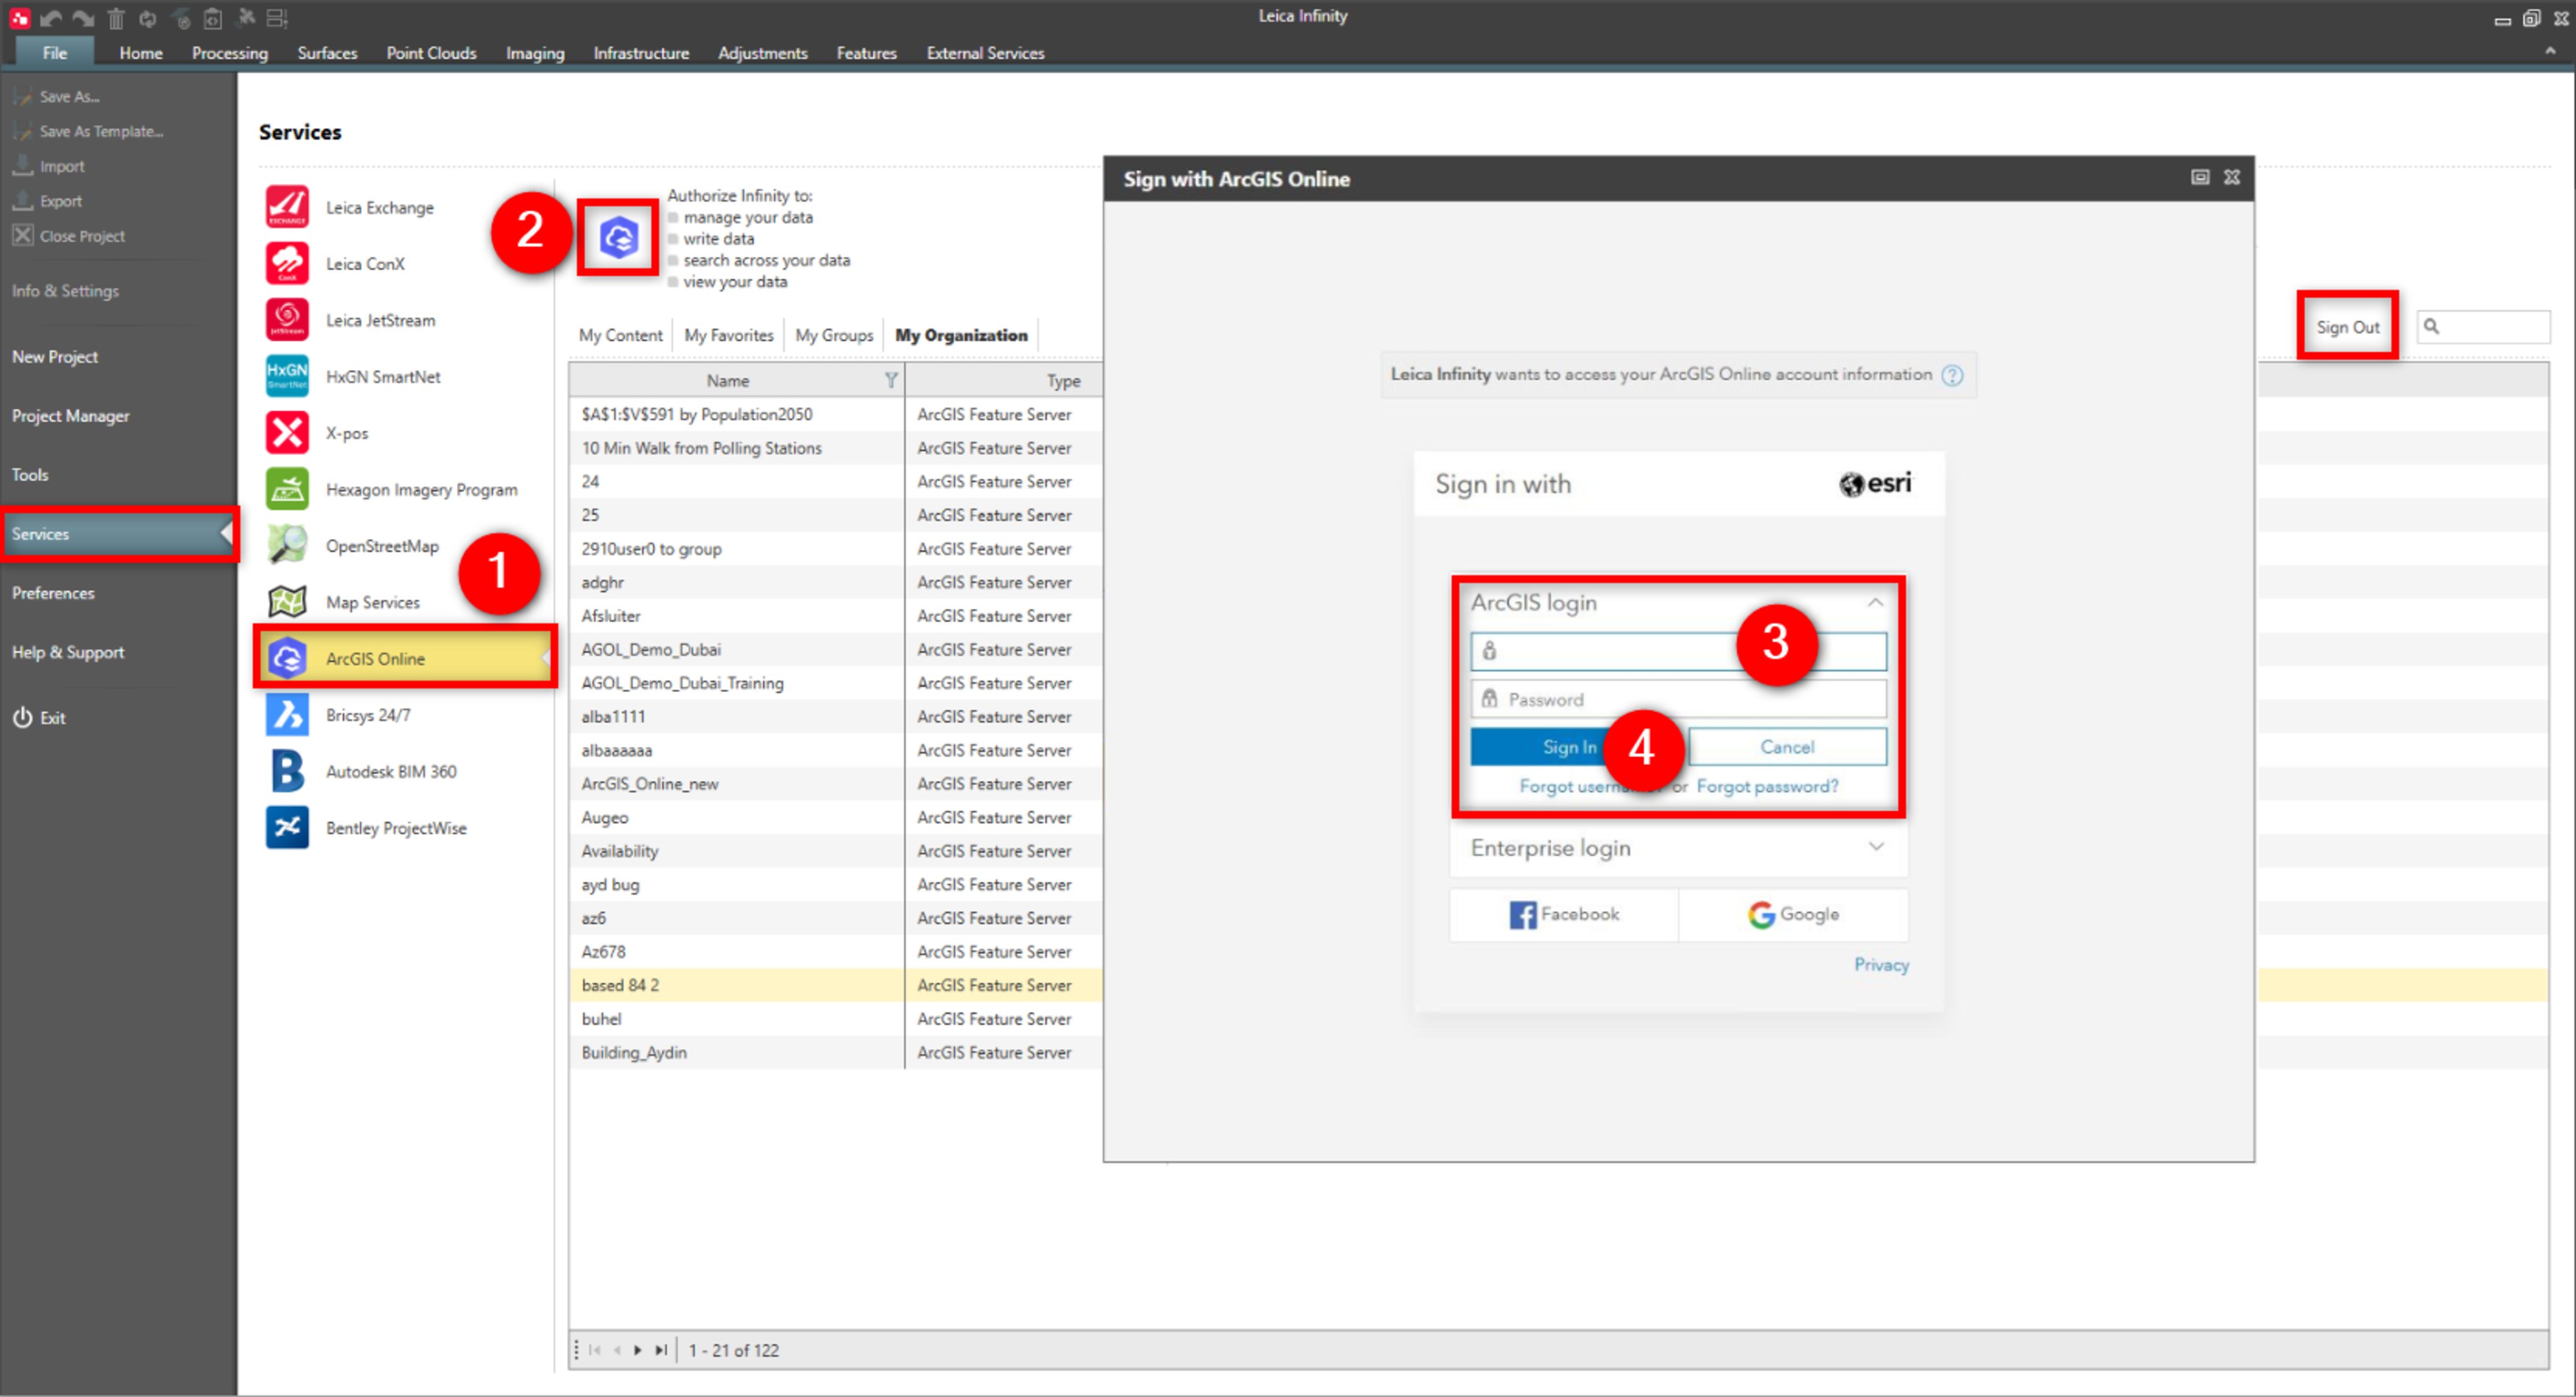 Leica Infinity
File Home Processing Surfaces Point Clouds Imaging Infrastructure Adjustments Features External Services
Save As...
Save As Template...
Import
Export
Close Project
Info & Settings
New Project
Project Manager
Tools
Services
Preferences
Help & Support
Exit
Services
EXCHANGE
Leica Exchange
ConX
Leica ConX
JetStream
Leica JetStream
HxGN
SmartNet
HxGN SmartNet
X-pos
Hexagon Imagery Program
OpenStreetMap
1
Map Services
ArcGIS Online
Bricsys 24/7
Autodesk BIM 360
Bentley ProjectWise
2
Authorize Infinity to:
manage your data
write data
search across your data
view your data
My Content My Favorites My Groups My Organization
Sign Out
Name Type
$A$1:$V$591 by Population2050 ArcGIS Feature Server
10 Min Walk from Polling Stations ArcGIS Feature Server
24 ArcGIS Feature Server
25 ArcGIS Feature Server
2910user0 to group ArcGIS Feature Server
adghr ArcGIS Feature Server
Afsluiter ArcGIS Feature Server
AGOL_Demo_Dubai ArcGIS Feature Server
AGOL_Demo_Dubai_Training ArcGIS Feature Server
alba1111 ArcGIS Feature Server
albaaaaaa ArcGIS Feature Server
ArcGIS_Online_new ArcGIS Feature Server
Augeo ArcGIS Feature Server
Availability ArcGIS Feature Server
ayd bug ArcGIS Feature Server
az6 ArcGIS Feature Server
Az678 ArcGIS Feature Server
based 84 2 ArcGIS Feature Server
buhel ArcGIS Feature Server
Building_Aydin ArcGIS Feature Server
1 - 21 of 122
Sign with ArcGIS Online
Leica Infinity wants to access your ArcGIS Online account information ?
Sign in with esri
ArcGIS login
3
Password
Sign In 4 Cancel
Forgot or Forgot password?
Enterprise login
Facebook Google
Privacy